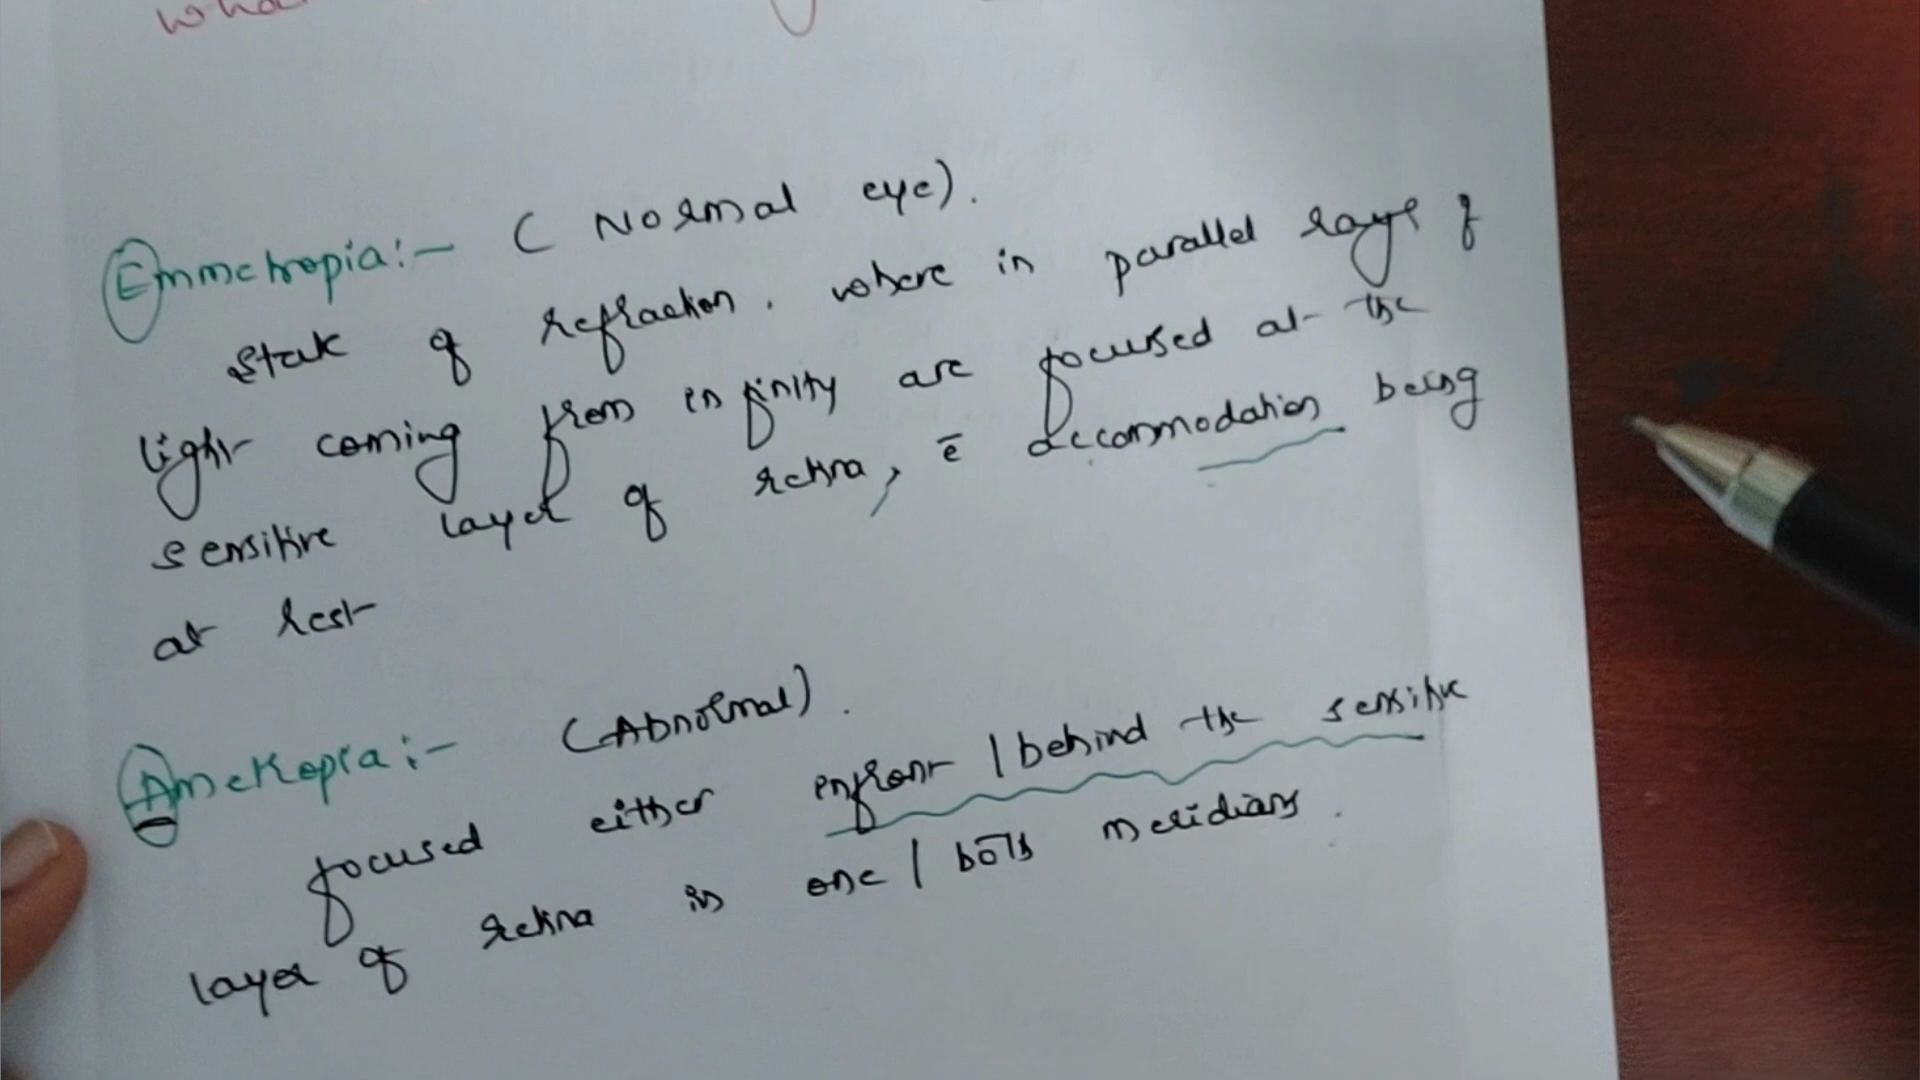 Emmetropia:- (Normal eye).
state of refraction, where in parallel rays of
light coming from infinity are focused at the
sensitive layer of retina, c̄ accommodation being
at rest
Ametropia:- (Abnormal).
focused either infront / behind the sensitive
layer of retina in one / both meridians.